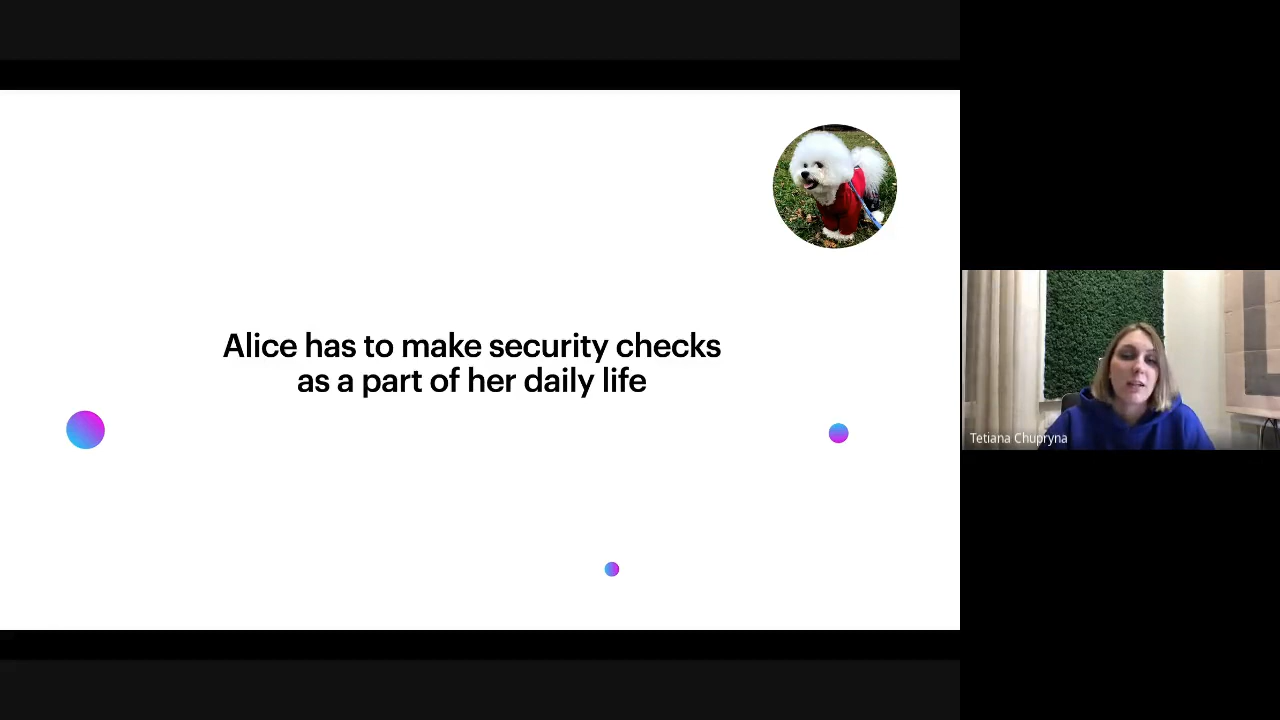 Alice has to make security checks
as a part of her daily life
Tetiana Chupryna